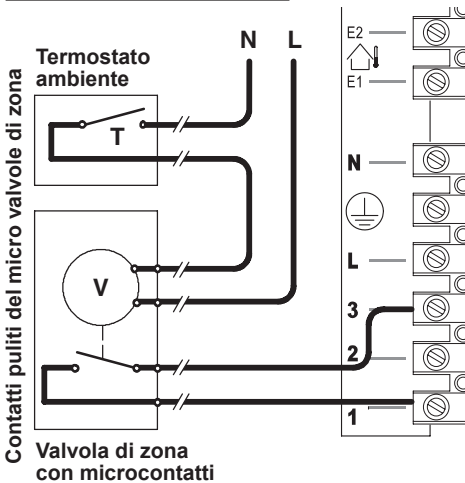 Contatti puliti del micro valvole di zona
Termostato
ambiente
N
L
T
V
Valvola di zona
con microcontatti
E2
E1
N
L
3
2
1